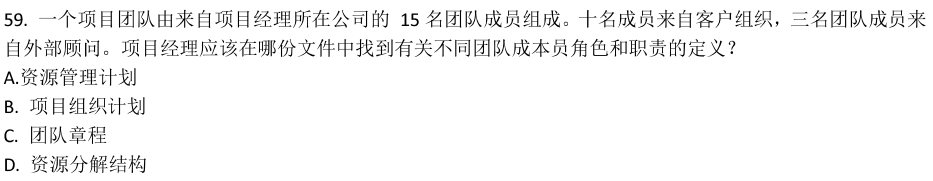 59. 一个项目团队由来自项目经理所在公司的 15 名团队成员组成。十名成员来自客户组织，三名团队成员来
自外部顾问。项目经理应该在哪份文件中找到有关不同团队成本员角色和职责的定义？
A.资源管理计划
B. 项目组织计划
C. 团队章程
D. 资源分解结构